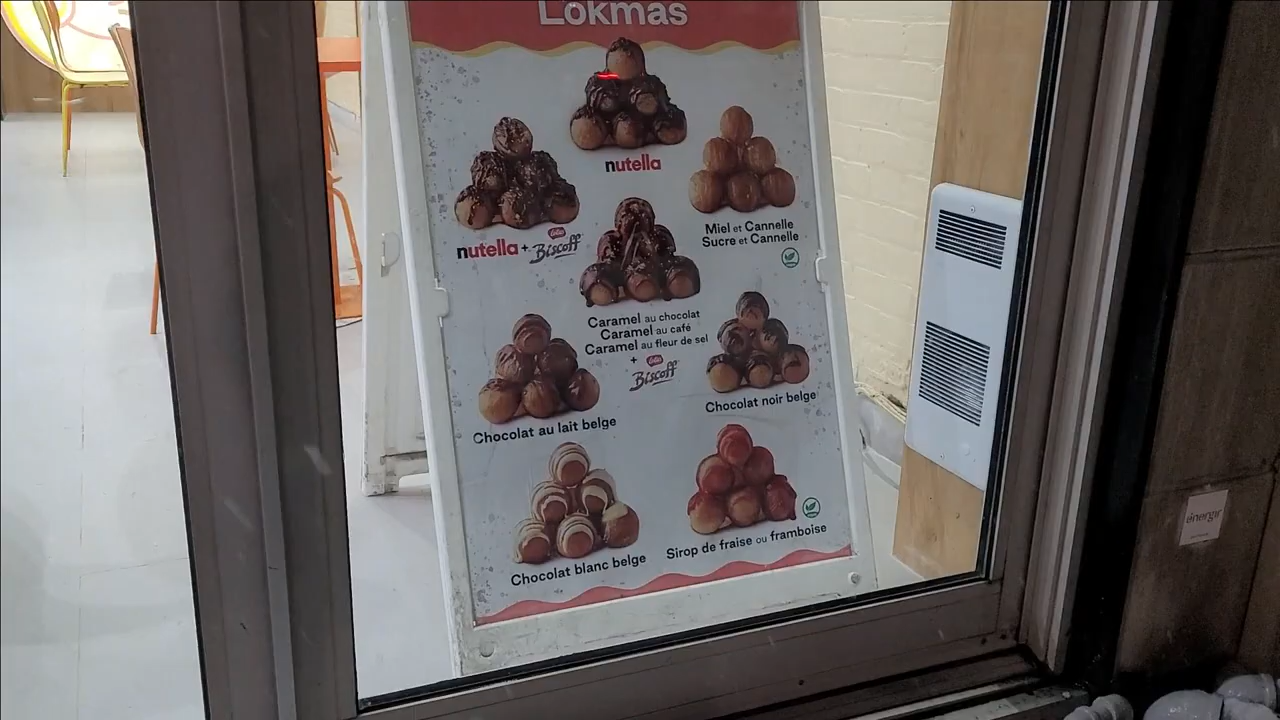 Lokmas
nutella
nutella + Lotus Biscoff
Miel et Cannelle
Sucre et Cannelle
Caramel au chocolat
Caramel au café
Caramel au fleur de sel
+ Lotus Biscoff
Chocolat au lait belge
Chocolat noir belge
Chocolat blanc belge
Sirop de fraise ou framboise
énergir